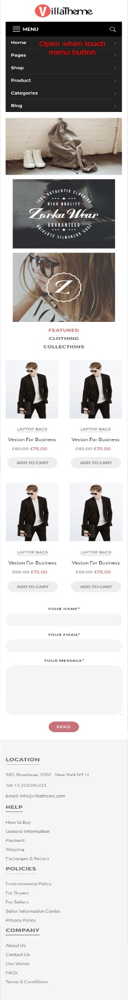 VillaTheme
MENU
Home
Open when touch
menu button
Pages
Shop
Product
Categories
Blog
100% AUTHENTIC CLOTHING
HIGH QUALITY
Zorka Wear
GUARANTEED
100% AUTHENTIC CLOTHING
Z
FEATURED
CLOTHING
COLLECTIONS
LAPTOP BAGS LAPTOP BAGS
Veston For Business Veston For Business
£85.00 £75.00 £85.00 £75.00
ADD TO CART ADD TO CART
LAPTOP BAGS LAPTOP BAGS
Veston For Business Veston For Business
£85.00 £75.00 £85.00 £75.00
ADD TO CART ADD TO CART
YOUR NAME*
YOUR EMAIL*
YOUR MESSAGE*
SEND
LOCATION
580, Broadway, 1002 - New York NY-U
Tel: +1 212345321
Email: info@villatheme.com
HELP
How to Buy
General Information
Payment
Shipping
Exchanges & Return
POLICIES
Environmental Policy
For Buyers
For Sellers
Seller Information Center
Privacy Policy
COMPANY
About Us
Contact Us
Our Stores
FAQs
Terms & Conditions